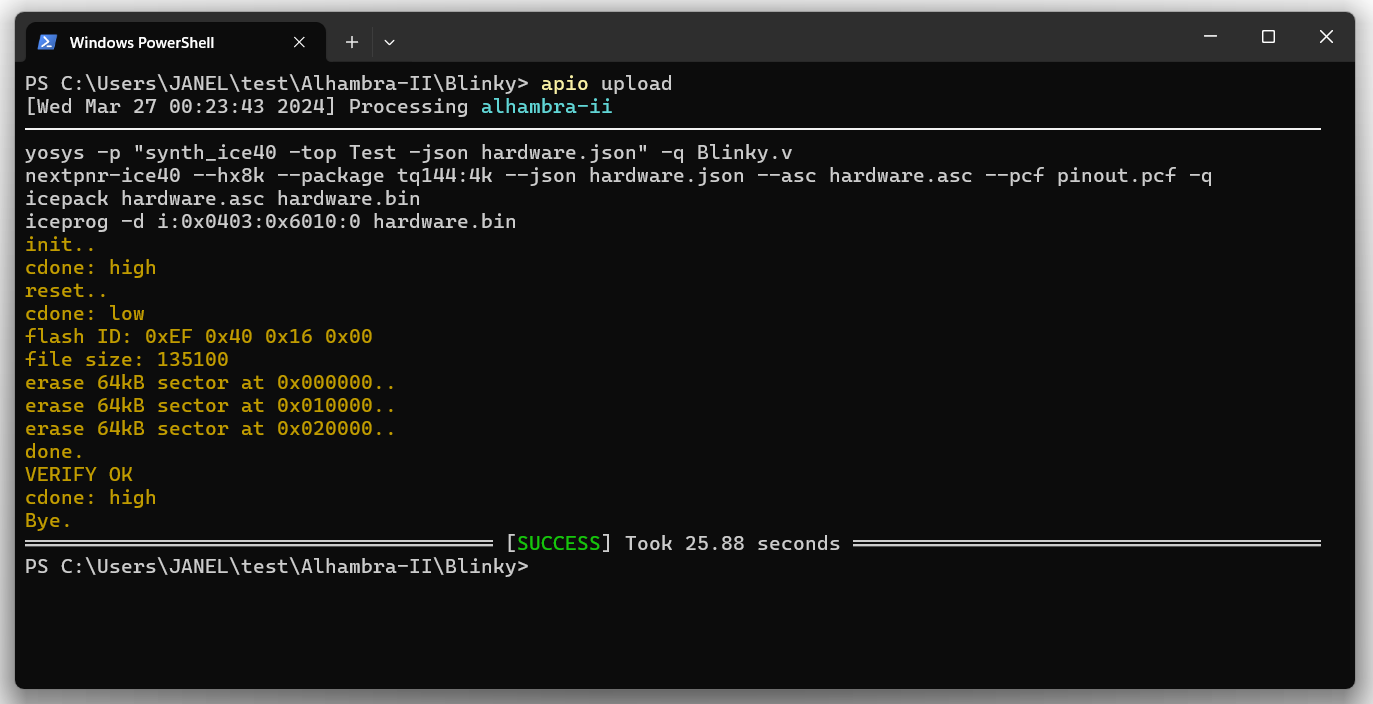 Windows PowerShell
PS C:\Users\JANEL\test\Alhambra-II\Blinky> apio upload
[Wed Mar 27 00:23:43 2024] Processing alhambra-ii
yosys -p "synth_ice40 -top Test -json hardware.json" -q Blinky.v
nextpnr-ice40 --hx8k --package tq144:4k --json hardware.json --asc hardware.asc --pcf pinout.pcf -q
icepack hardware.asc hardware.bin
iceprog -d i:0x0403:0x6010:0 hardware.bin
init..
cdone: high
reset..
cdone: low
flash ID: 0xEF 0x40 0x16 0x00
file size: 135100
erase 64kB sector at 0x000000..
erase 64kB sector at 0x010000..
erase 64kB sector at 0x020000..
done.
VERIFY OK
cdone: high
Bye.
[SUCCESS] Took 25.88 seconds
PS C:\Users\JANEL\test\Alhambra-II\Blinky>